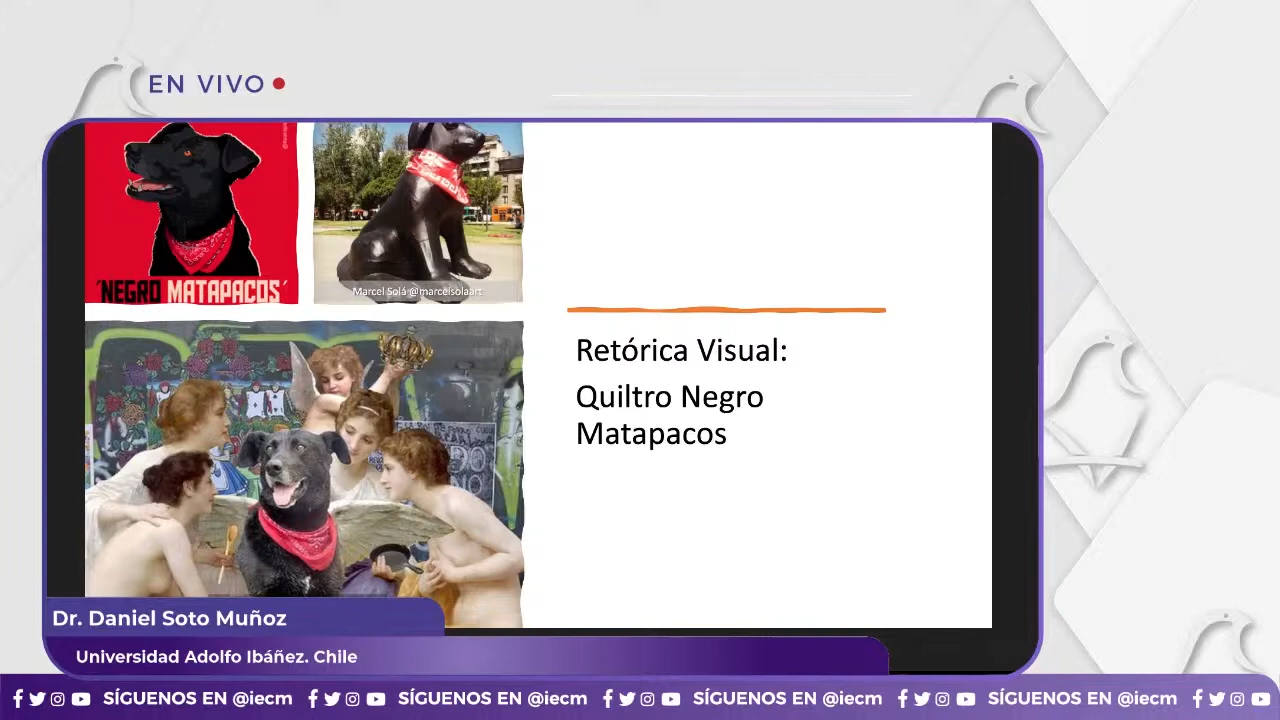 EN VIVO
´NEGRO MATAPACOS´
Marcel Solá @marcelsolaart
Retórica Visual:
Quiltro Negro
Matapacos
Dr. Daniel Soto Muñoz
Universidad Adolfo Ibáñez. Chile
SÍGUENOS EN @iecm SÍGUENOS EN @iecm SÍGUENOS EN @iecm SÍGUENOS EN @iecm